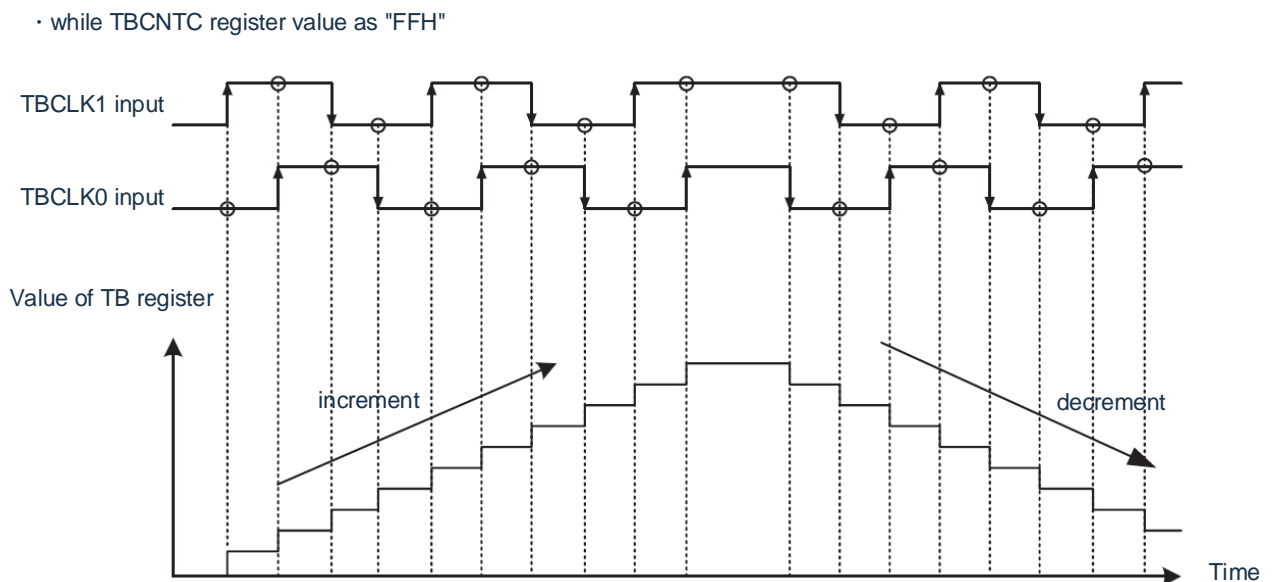 ・while TBCNTC register value as "FFH"
TBCLK1 input
TBCLK0 input
Value of TB register
increment
decrement
Time